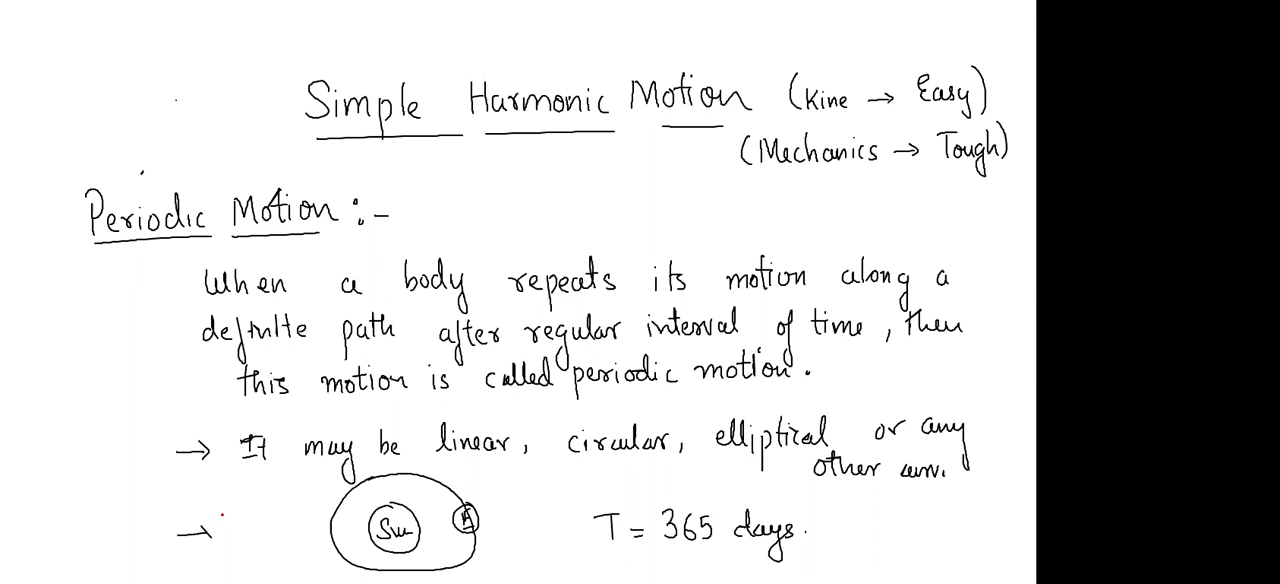 Simple Harmonic Motion (Kine → Easy)
(Mechanics → Tough)
Periodic Motion :-
When a body repeats its motion along a
definite path after regular interval of time, then
this motion is called periodic motion.
→ It may be linear, circular, elliptical or any
other curv.
→ Sun E T = 365 days.